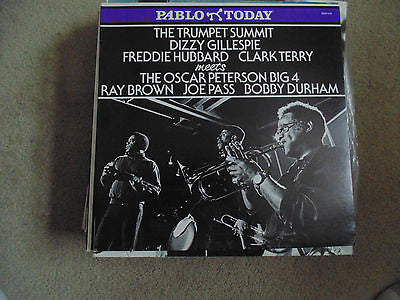 PABLO TODAY
THE TRUMPET SUMMIT
DIZZY GILLESPIE
FREDDIE HUBBARD CLARK TERRY
meets
THE OSCAR PETERSON BIG 4
RAY BROWN JOE PASS BOBBY DURHAM